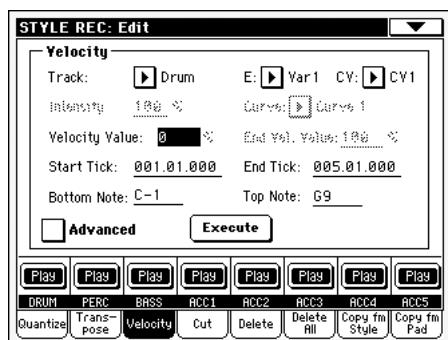 STYLE REC: Edit
Velocity
Track: Drum E: Var1 CV: CV1
Intensity 100 % Curve: Curve 1
Velocity Value: 0 % End Vel. Value: 100 %
Start Tick: 001.01.000 End Tick: 005.01.000
Bottom Note: C-1 Top Note: G9
Advanced Execute
Play Play Play Play Play Play Play Play
DRUM PERC BASS ACC1 ACC2 ACC3 ACC4 ACC5
Quantize Trans-pose Velocity Cut Delete Delete All Copy fm Style Copy fm Pad